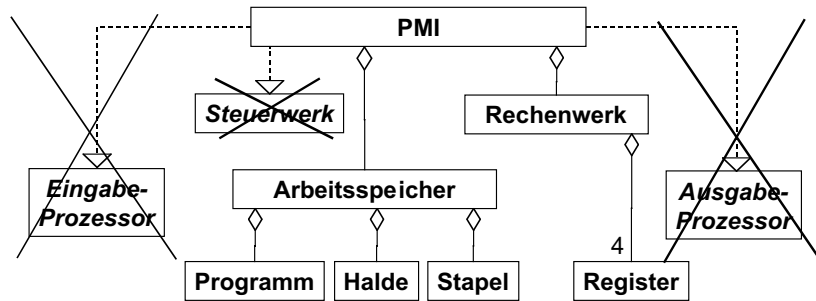 PMI
Steuerwerk
Rechenwerk
Eingabe-
Prozessor
Arbeitsspeicher
Ausgabe-
Prozessor
4
Programm
Halde
Stapel
Register